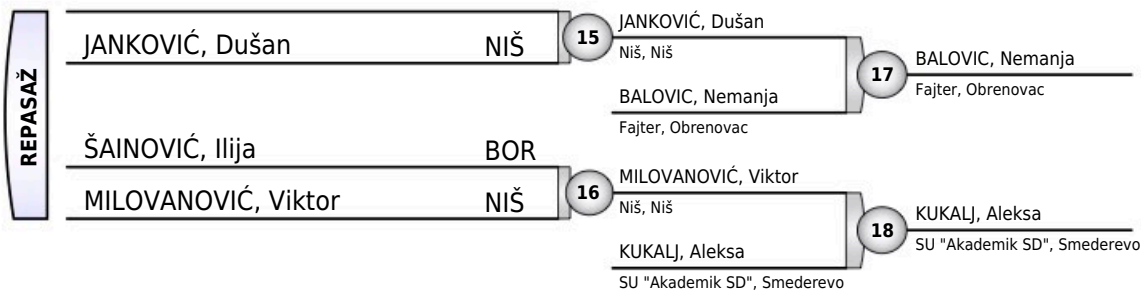 REPASAŽ
JANKOVIĆ, Dušan NIŠ
15
JANKOVIĆ, Dušan
Niš, Niš
BALOVIC, Nemanja
Fajter, Obrenovac
17
BALOVIC, Nemanja
Fajter, Obrenovac
ŠAINOVIĆ, Ilija BOR
MILOVANOVIĆ, Viktor NIŠ
16
MILOVANOVIĆ, Viktor
Niš, Niš
KUKALJ, Aleksa
SU "Akademik SD", Smederevo
18
KUKALJ, Aleksa
SU "Akademik SD", Smederevo